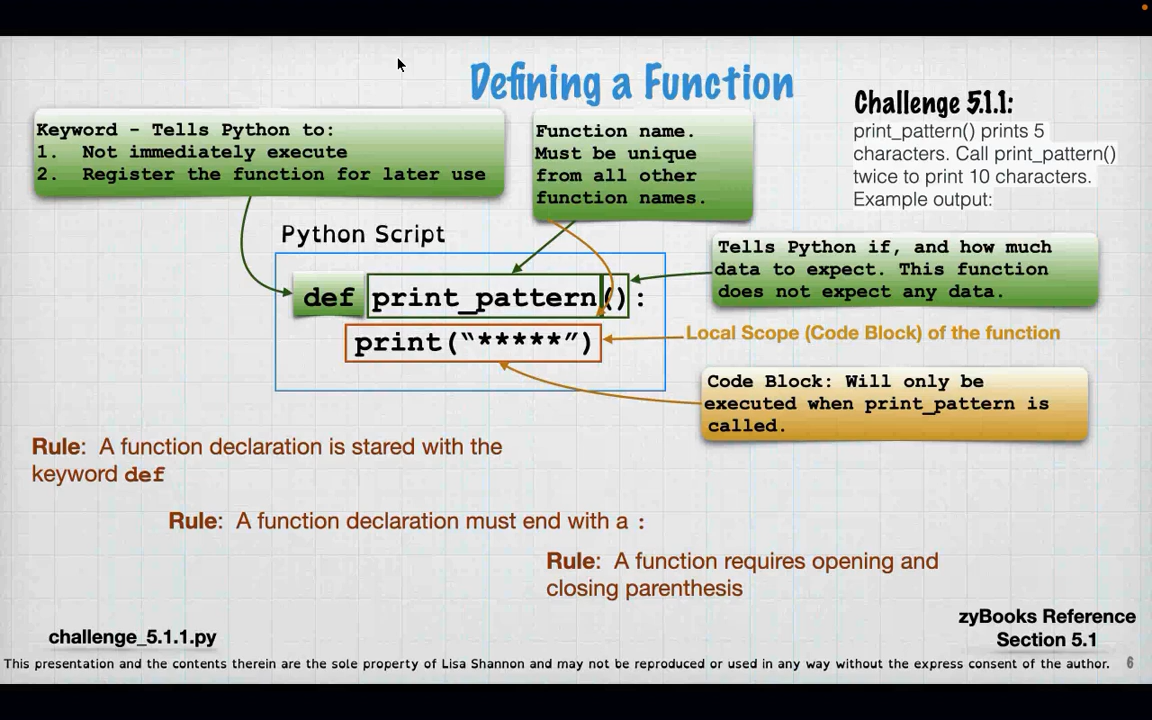 Defining a Function
Keyword - Tells Python to:
1. Not immediately execute
2. Register the function for later use
Function name.
Must be unique
from all other
function names.
Challenge 5.1.1:
print_pattern() prints 5
characters. Call print_pattern()
twice to print 10 characters.
Example output:
Python Script
def print_pattern():
print(“*****”)
Tells Python if, and how much
data to expect. This function
does not expect any data.
Local Scope (Code Block) of the function
Code Block: Will only be
executed when print_pattern is
called.
Rule: A function declaration is stared with the
keyword def
Rule: A function declaration must end with a :
Rule: A function requires opening and
closing parenthesis
challenge_5.1.1.py
zyBooks Reference
Section 5.1
This presentation and the contents therein are the sole property of Lisa Shannon and may not be reproduced or used in any way without the express consent of the author. 6